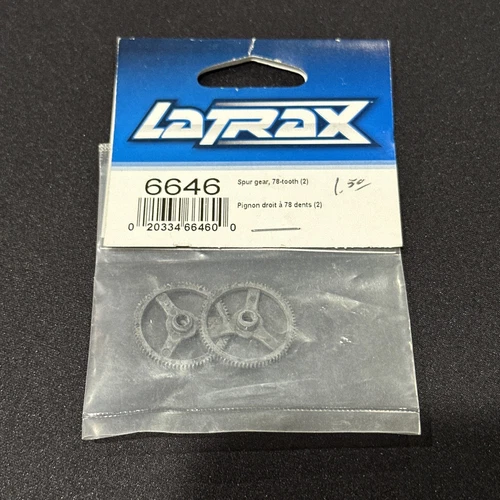 LaTrax
6646
Spur gear, 78-tooth (2)
1.50
Pignon droit à 78 dents (2)
0 20334 66460 0